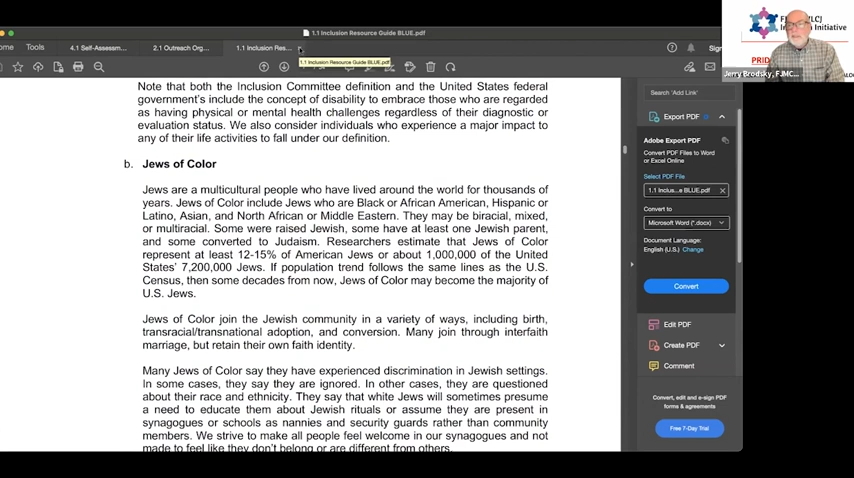 1.1 Inclusion Resource Guide BLUE.pdf
ome Tools 4.1 Self-Assessm... 2.1 Outreach Org... 1.1 Inclusion Res... Sign
1.1 Inclusion Resource Guide BLUE.pdf
Note that both the Inclusion Committee definition and the United States federal
government's include the concept of disability to embrace those who are regarded
as having physical or mental health challenges regardless of their diagnostic or
evaluation status. We also consider individuals who experience a major impact to
any of their life activities to fall under our definition.
b. Jews of Color
Jews are a multicultural people who have lived around the world for thousands of
years. Jews of Color include Jews who are Black or African American, Hispanic or
Latino, Asian, and North African or Middle Eastern. They may be biracial, mixed,
or multiracial. Some were raised Jewish, some have at least one Jewish parent,
and some converted to Judaism. Researchers estimate that Jews of Color
represent at least 12-15% of American Jews or about 1,000,000 of the United
States' 7,200,000 Jews. If population trend follows the same lines as the U.S.
Census, then some decades from now, Jews of Color may become the majority of
U.S. Jews.
Jews of Color join the Jewish community in a variety of ways, including birth,
transracial/transnational adoption, and conversion. Many join through interfaith
marriage, but retain their own faith identity.
Many Jews of Color say they have experienced discrimination in Jewish settings.
In some cases, they say they are ignored. In other cases, they are questioned
about their race and ethnicity. They say that white Jews will sometimes presume
a need to educate them about Jewish rituals or assume they are present in
synagogues or schools as nannies and security guards rather than community
members. We strive to make all people feel welcome in our synagogues and not
made to feel like they don't belong or are different from others.
Search 'Add Link'
Export PDF
Adobe Export PDF
Convert PDF Files to Word
or Excel Online
Select PDF File
1.1 Inclus...e BLUE.pdf
Convert to
Microsoft Word (*.docx)
Document Language:
English (U.S.) Change
Convert
Edit PDF
Create PDF
Comment
Convert, edit and e-sign PDF
forms & agreements
Free 7-Day Trial
PRID
Jerry Brodsky, FJMC...